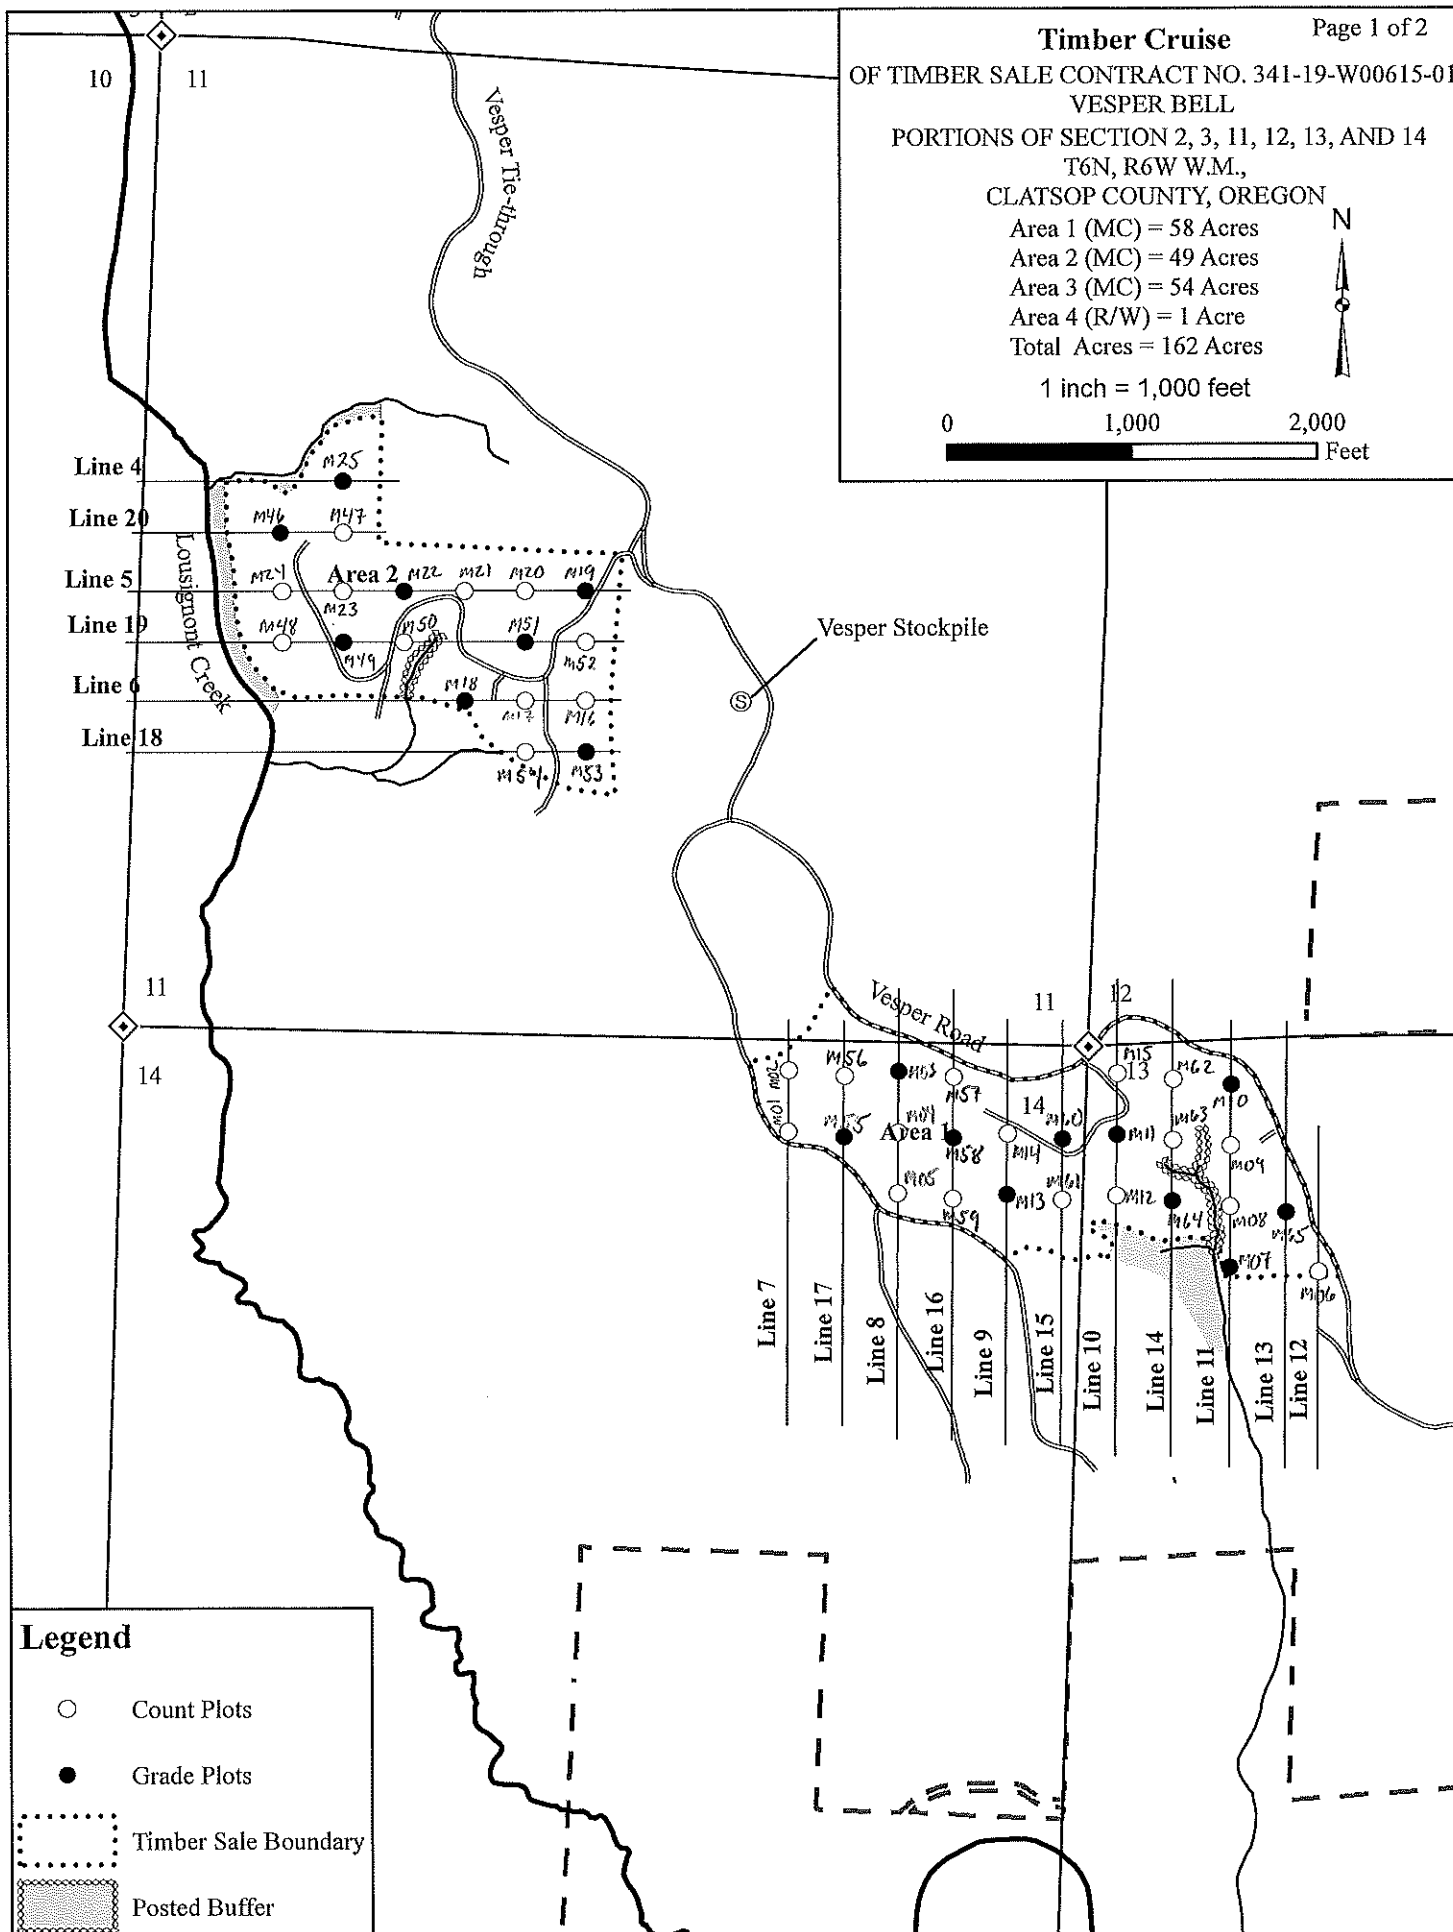 Timber Cruise
Page 1 of 2
OF TIMBER SALE CONTRACT NO. 341-19-W00615-01
VESPER BELL
PORTIONS OF SECTION 2, 3, 11, 12, 13, AND 14
T6N, R6W W.M.,
CLATSOP COUNTY, OREGON
Area 1 (MC) = 58 Acres
Area 2 (MC) = 49 Acres
Area 3 (MC) = 54 Acres
Area 4 (R/W) = 1 Acre
Total Acres = 162 Acres
N
1 inch = 1,000 feet
0 1,000 2,000
Feet
10 11
Vesper Tie-through
Line 4
M25
Line 20
M46 M47
Line 5
M24 Area 2 M22 M21 M20 M19
M23
Line 19
M48 M50 M51
M49 M52
Lousignont Creek
Line 6
M18 M17 M16
Line 18
M54 M53
Vesper Stockpile
S
11
14
Vesper Road
11 12
14 13
M01 M02
M56 M03 M57 M15 M62
M10
M55 M04 Area 1 M58 M14 M60 M11 M63 M09
M05 M59 M13 M61 M12 M64 M08 M65
M07 M06
Line 7
Line 17
Line 8
Line 16
Line 9
Line 15
Line 10
Line 14
Line 11
Line 13
Line 12
Legend
Count Plots
Grade Plots
Timber Sale Boundary
Posted Buffer